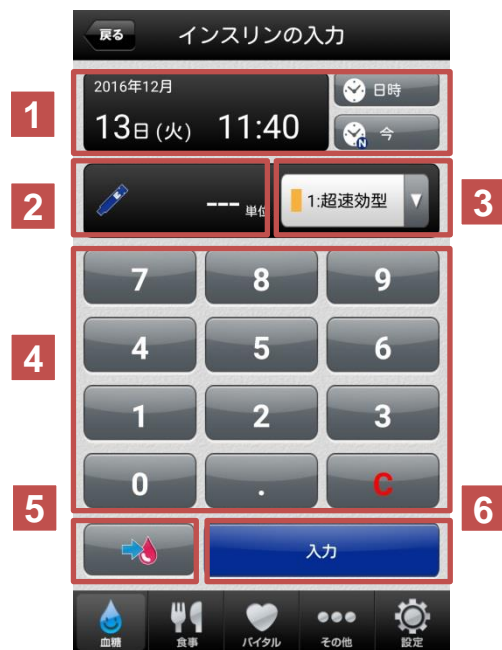 戻る インスリンの入力
1
2016年12月
13日 (火) 11:40
日時
今
2
--- 単位
1:超速効型
3
4
7 8 9
4 5 6
1 2 3
0 . C
5
入力
6
血糖 食事 バイタル その他 設定